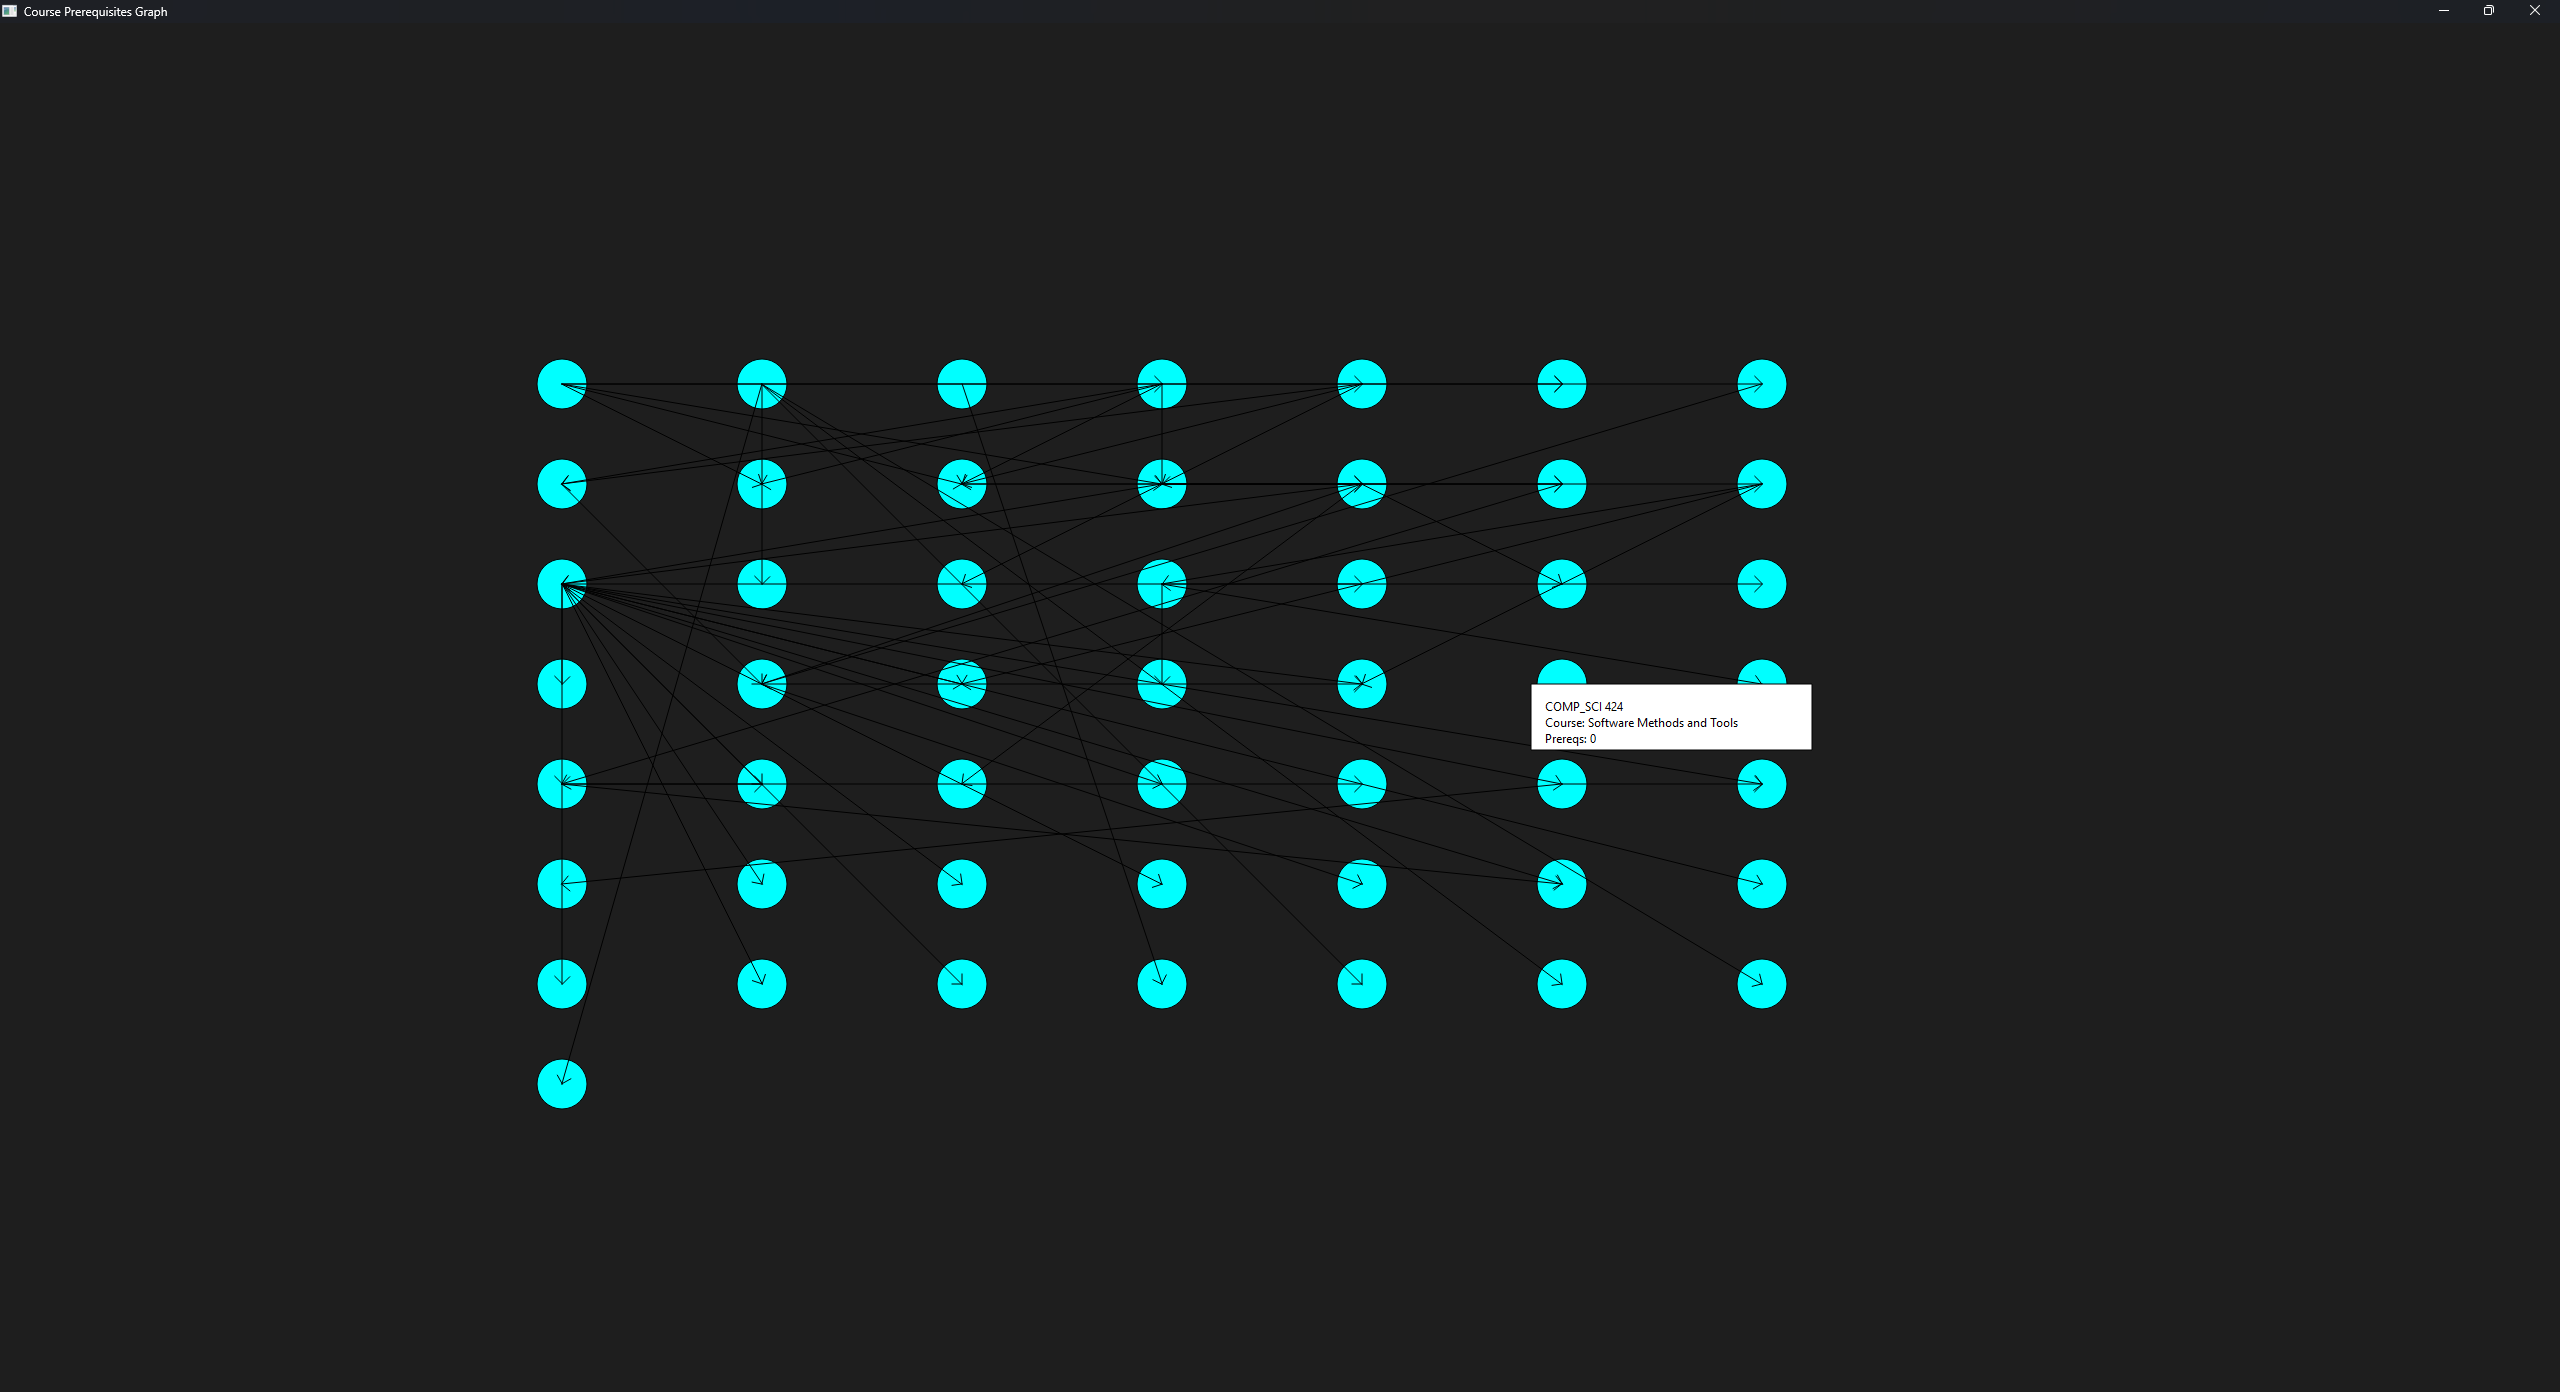 Course Prerequisites Graph
COMP_SCI 424
Course: Software Methods and Tools
Prereqs: 0